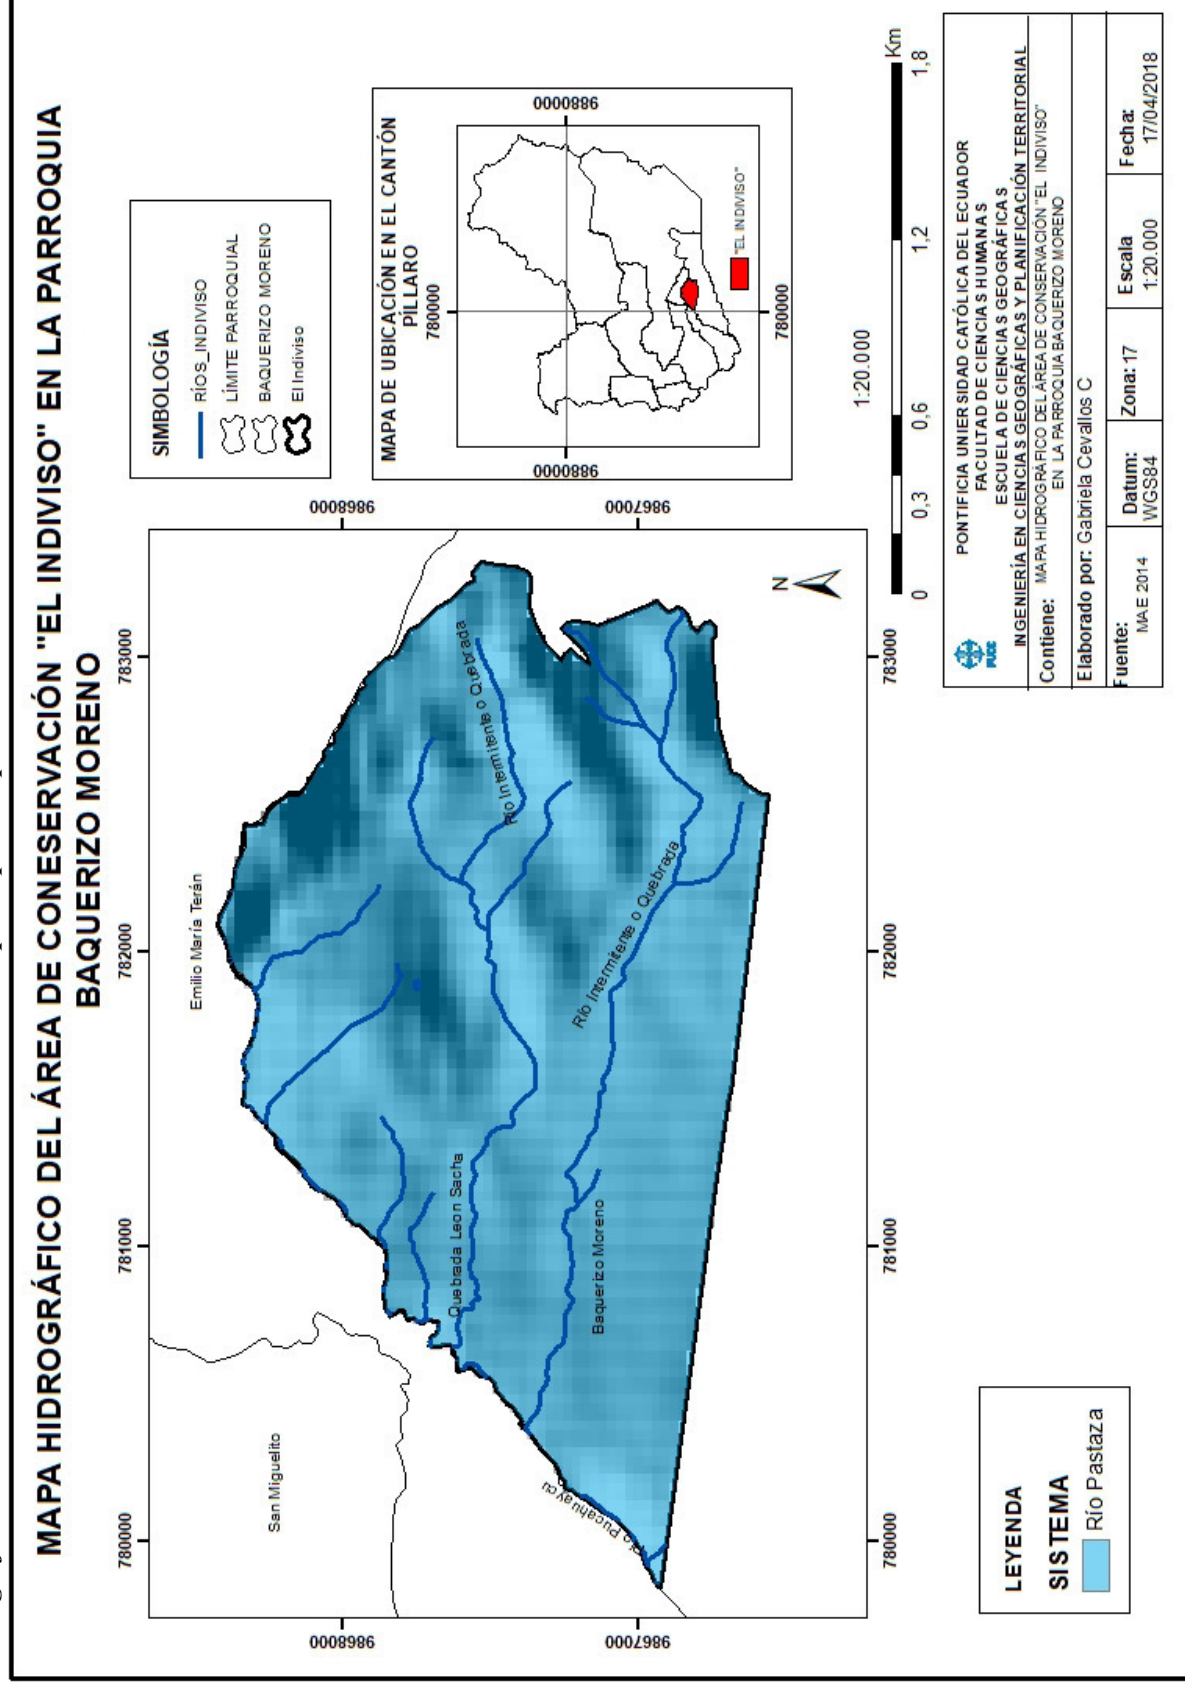 MAPA HIDROGRÁFICO DEL ÁREA DE CONESERVACIÓN "EL INDIVISO" EN LA PARROQUIA
BAQUERIZO MORENO
780000
781000
782000
783000
9868000
9868000
9867000
9867000
780000
781000
782000
783000
San Miguelito
Emilio María Terán
Quebrada Leon Sacha
Río Intermitente o Quebrada
Río Intermitente o Quebrada
Baquerizo Moreno
Río Pucahuaycu
N
SIMBOLOGÍA
RÍOS_INDIVISO
LÍMITE PARROQUIAL
BAQUERIZO MORENO
El Indiviso
MAPA DE UBICACIÓN EN EL CANTÓN
PÍLLARO
780000
9880000
9880000
"EL INDIVISO"
780000
1:20.000
0 0,3 0,6 1,2 1,8
Km
LEYENDA
SISTEMA
Río Pastaza
PUCE
PONTIFICIA UNIERSIDAD CATÓLICA DEL ECUADOR
FACULTAD DE CIENCIAS HUMANAS
ESCUELA DE CIENCIAS GEOGRÁFICAS
INGENIERÍA EN CIENCIAS GEOGRÁFICAS Y PLANIFICACIÓN TERRITORIAL
Contiene: MAPA HIDROGRÁFICO DEL ÁREA DE CONSERVACIÓN "EL INDIVISO"
EN LA PARROQUIA BAQUERIZO MORENO
Elaborado por: Gabriela Cevallos C
Fuente:
MAE 2014
Datum:
WGS84
Zona: 17
Escala
1:20.000
Fecha:
17/04/2018